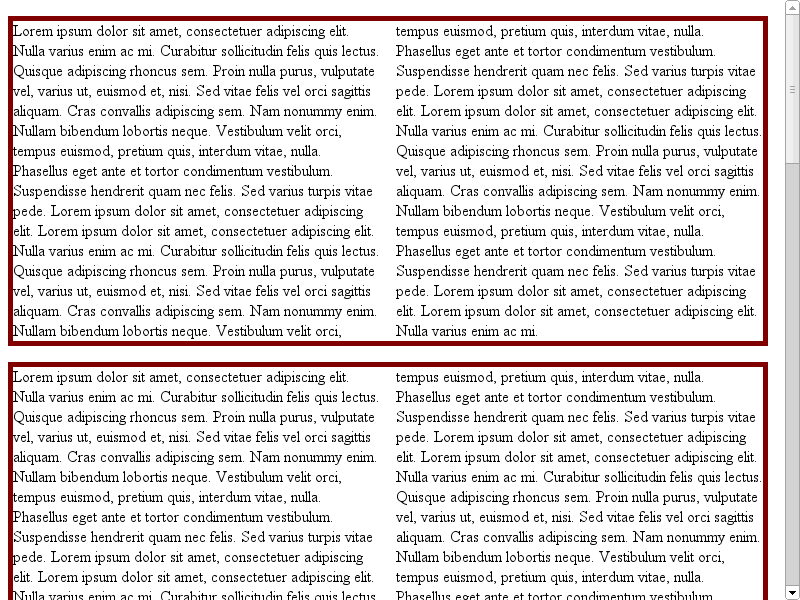 Lorem ipsum dolor sit amet, consectetuer adipiscing elit.
Nulla varius enim ac mi. Curabitur sollicitudin felis quis lectus.
Quisque adipiscing rhoncus sem. Proin nulla purus, vulputate
vel, varius ut, euismod et, nisi. Sed vitae felis vel orci sagittis
aliquam. Cras convallis adipiscing sem. Nam nonummy enim.
Nullam bibendum lobortis neque. Vestibulum velit orci,
tempus euismod, pretium quis, interdum vitae, nulla.
Phasellus eget ante et tortor condimentum vestibulum.
Suspendisse hendrerit quam nec felis. Sed varius turpis vitae
pede. Lorem ipsum dolor sit amet, consectetuer adipiscing
elit. Lorem ipsum dolor sit amet, consectetuer adipiscing elit.
Nulla varius enim ac mi. Curabitur sollicitudin felis quis lectus.
Quisque adipiscing rhoncus sem. Proin nulla purus, vulputate
vel, varius ut, euismod et, nisi. Sed vitae felis vel orci sagittis
aliquam. Cras convallis adipiscing sem. Nam nonummy enim.
Nullam bibendum lobortis neque. Vestibulum velit orci,
tempus euismod, pretium quis, interdum vitae, nulla.
Phasellus eget ante et tortor condimentum vestibulum.
Suspendisse hendrerit quam nec felis. Sed varius turpis vitae
pede. Lorem ipsum dolor sit amet, consectetuer adipiscing
elit. Lorem ipsum dolor sit amet, consectetuer adipiscing elit.
Nulla varius enim ac mi. Curabitur sollicitudin felis quis lectus.
Quisque adipiscing rhoncus sem. Proin nulla purus, vulputate
vel, varius ut, euismod et, nisi. Sed vitae felis vel orci sagittis
aliquam. Cras convallis adipiscing sem. Nam nonummy enim.
Nullam bibendum lobortis neque. Vestibulum velit orci,
tempus euismod, pretium quis, interdum vitae, nulla.
Phasellus eget ante et tortor condimentum vestibulum.
Suspendisse hendrerit quam nec felis. Sed varius turpis vitae
pede. Lorem ipsum dolor sit amet, consectetuer adipiscing
elit. Lorem ipsum dolor sit amet, consectetuer adipiscing elit.
Nulla varius enim ac mi.
Lorem ipsum dolor sit amet, consectetuer adipiscing elit.
Nulla varius enim ac mi. Curabitur sollicitudin felis quis lectus.
Quisque adipiscing rhoncus sem. Proin nulla purus, vulputate
vel, varius ut, euismod et, nisi. Sed vitae felis vel orci sagittis
aliquam. Cras convallis adipiscing sem. Nam nonummy enim.
Nullam bibendum lobortis neque. Vestibulum velit orci,
tempus euismod, pretium quis, interdum vitae, nulla.
Phasellus eget ante et tortor condimentum vestibulum.
Suspendisse hendrerit quam nec felis. Sed varius turpis vitae
pede. Lorem ipsum dolor sit amet, consectetuer adipiscing
elit. Lorem ipsum dolor sit amet, consectetuer adipiscing elit.
Nulla varius enim ac mi. Curabitur sollicitudin felis quis lectus.
tempus euismod, pretium quis, interdum vitae, nulla.
Phasellus eget ante et tortor condimentum vestibulum.
Suspendisse hendrerit quam nec felis. Sed varius turpis vitae
pede. Lorem ipsum dolor sit amet, consectetuer adipiscing
elit. Lorem ipsum dolor sit amet, consectetuer adipiscing elit.
Nulla varius enim ac mi. Curabitur sollicitudin felis quis lectus.
Quisque adipiscing rhoncus sem. Proin nulla purus, vulputate
vel, varius ut, euismod et, nisi. Sed vitae felis vel orci sagittis
aliquam. Cras convallis adipiscing sem. Nam nonummy enim.
Nullam bibendum lobortis neque. Vestibulum velit orci,
tempus euismod, pretium quis, interdum vitae, nulla.
Phasellus eget ante et tortor condimentum vestibulum.